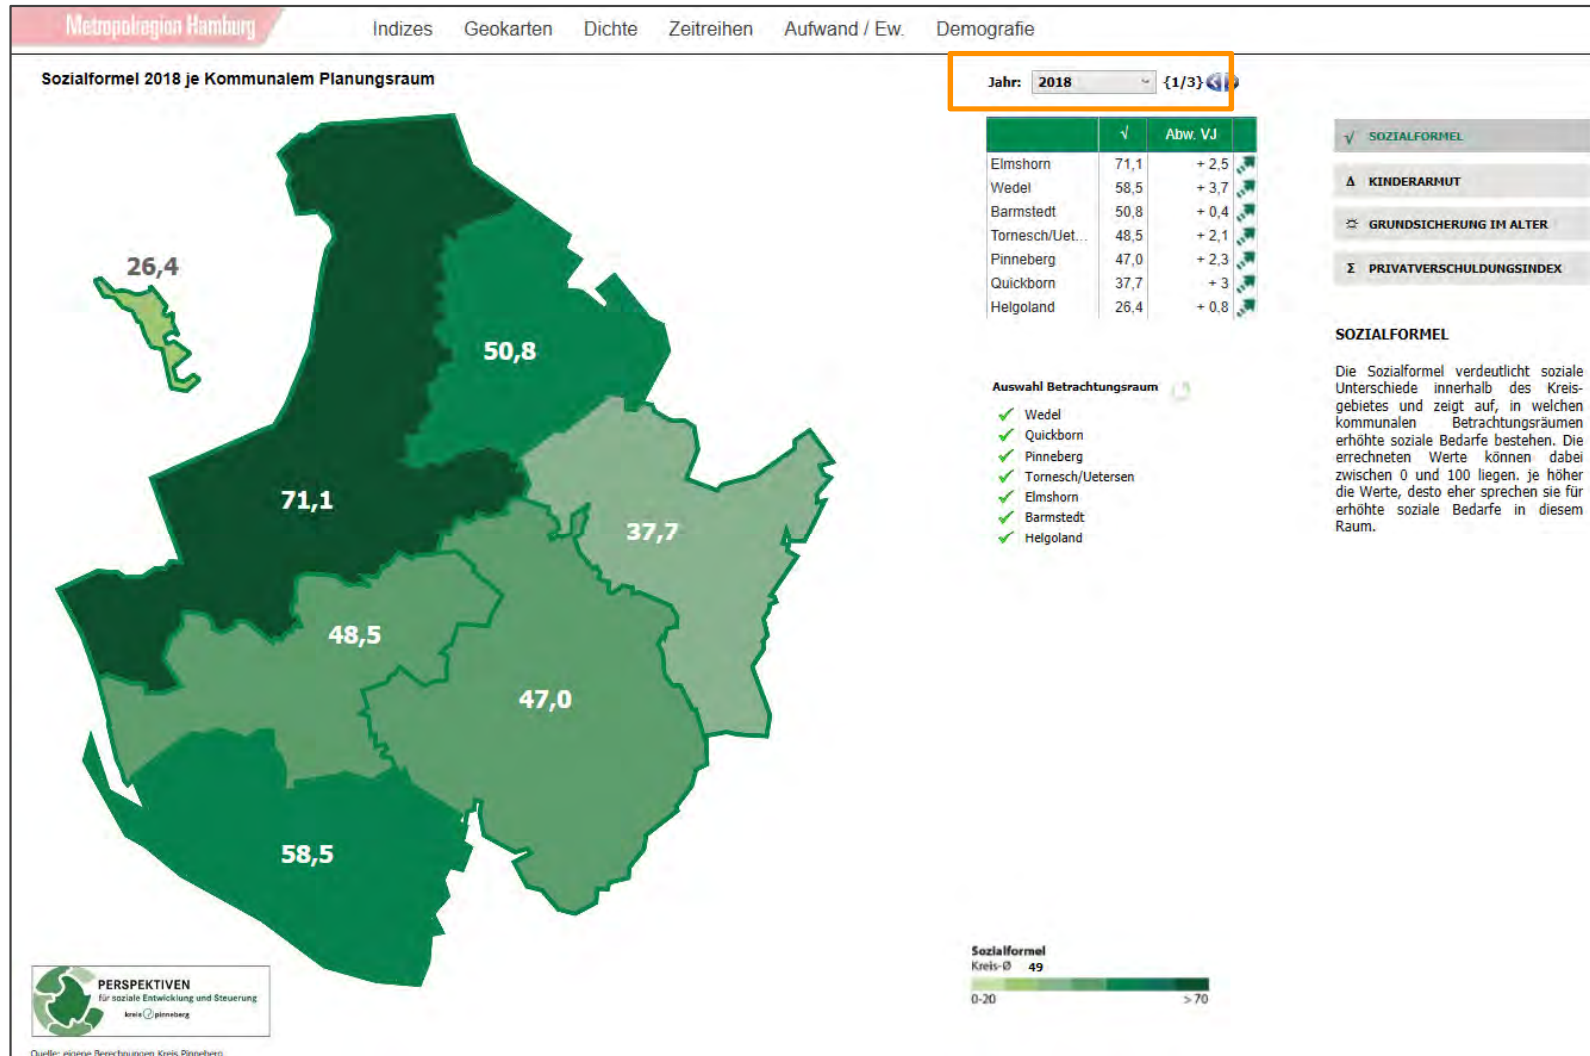 Metropolregion Hamburg
Indizes Geokarten Dichte Zeitreihen Aufwand / Ew. Demografie
Sozialformel 2018 je Kommunalem Planungsraum
Jahr: 2018 {1/3}
√ Abw. VJ
Elmshorn 71,1 + 2,5
Wedel 58,5 + 3,7
Barmstedt 50,8 + 0,4
Tornesch/Uet... 48,5 + 2,1
Pinneberg 47,0 + 2,3
Quickborn 37,7 + 3
Helgoland 26,4 + 0,8
√ SOZIALFORMEL
Δ KINDERARMUT
GRUNDSICHERUNG IM ALTER
Σ PRIVATVERSCHULDUNGSINDEX
SOZIALFORMEL
Die Sozialformel verdeutlicht soziale
Unterschiede innerhalb des Kreis-
gebietes und zeigt auf, in welchen
kommunalen Betrachtungsräumen
erhöhte soziale Bedarfe bestehen. Die
errechneten Werte können dabei
zwischen 0 und 100 liegen. je höher
die Werte, desto eher sprechen sie für
erhöhte soziale Bedarfe in diesem
Raum.
Auswahl Betrachtungsraum
Wedel
Quickborn
Pinneberg
Tornesch/Uetersen
Elmshorn
Barmstedt
Helgoland
26,4
50,8
71,1
37,7
48,5
47,0
58,5
Sozialformel
Kreis-Ø 49
0-20 > 70
PERSPEKTIVEN
für soziale Entwicklung und Steuerung
kreis pinneberg
Quelle: eigene Berechnungen Kreis Pinneberg